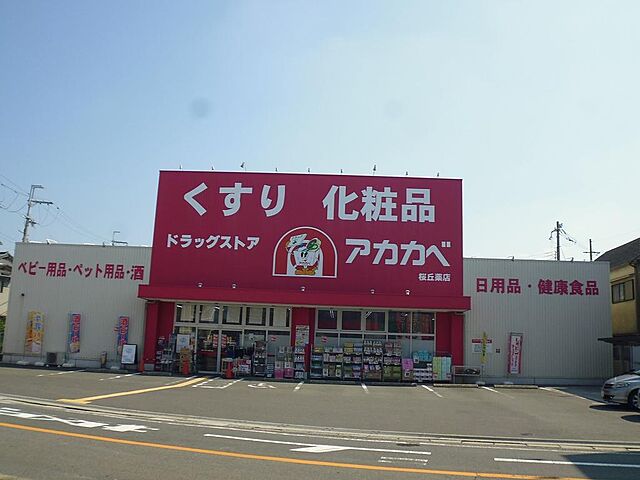 くすり 化粧品
ドラッグストア アカカベ
桜丘薬店
ベビー用品・ペット用品・酒
日用品・健康食品